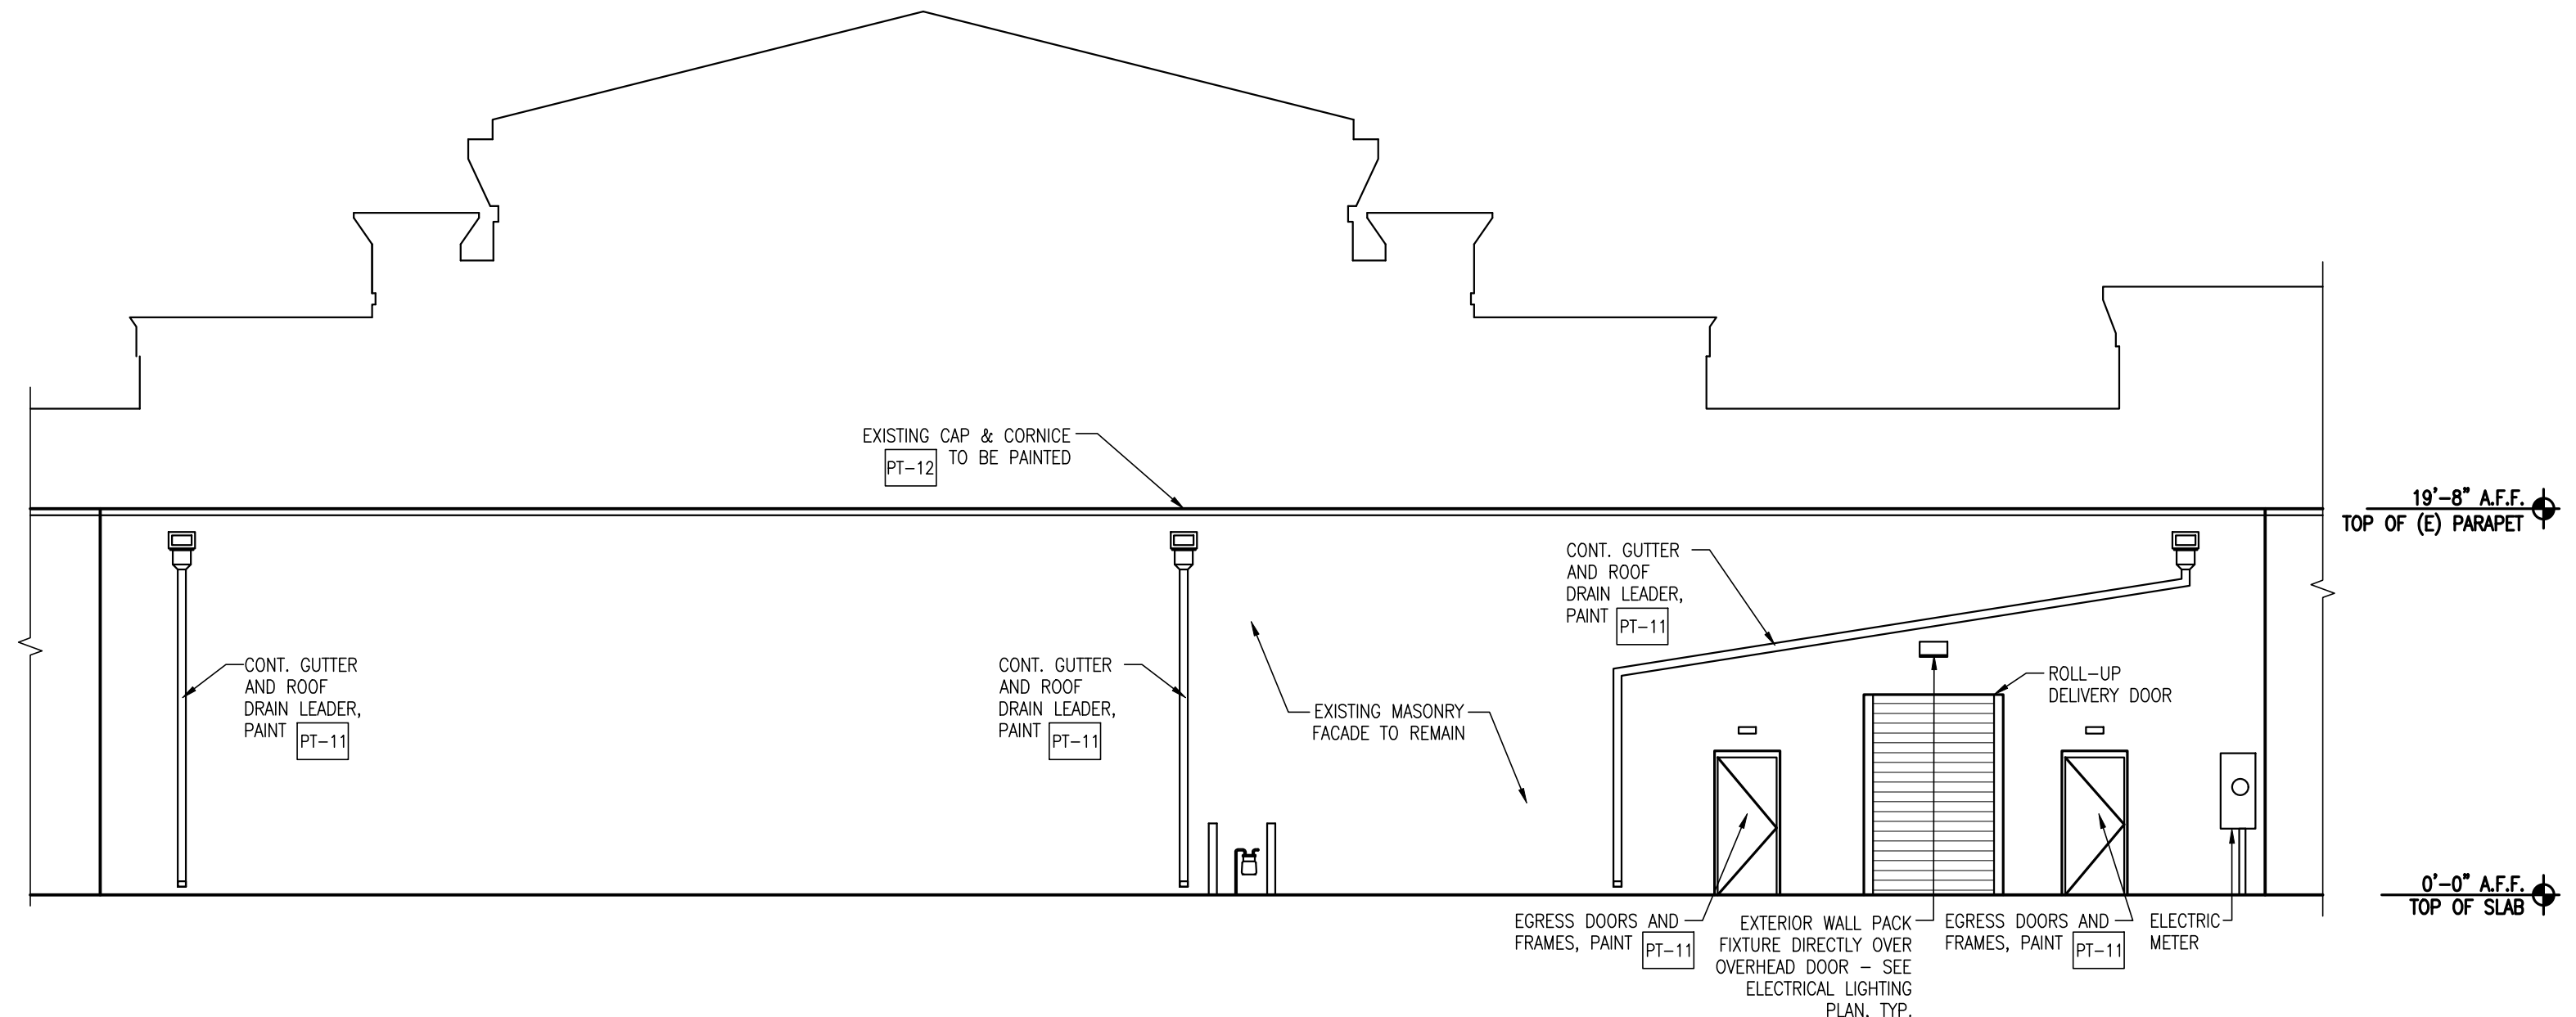 EXISTING CAP & CORNICE
PT-12 TO BE PAINTED
19'-8" A.F.F.
TOP OF (E) PARAPET
CONT. GUTTER
AND ROOF
DRAIN LEADER,
PAINT PT-11
CONT. GUTTER
AND ROOF
DRAIN LEADER,
PAINT PT-11
CONT. GUTTER
AND ROOF
DRAIN LEADER,
PAINT PT-11
EXISTING MASONRY
FACADE TO REMAIN
ROLL-UP
DELIVERY DOOR
0'-0" A.F.F.
TOP OF SLAB
EGRESS DOORS AND
FRAMES, PAINT PT-11
EXTERIOR WALL PACK
FIXTURE DIRECTLY OVER
OVERHEAD DOOR - SEE
ELECTRICAL LIGHTING
PLAN, TYP.
EGRESS DOORS AND
FRAMES, PAINT PT-11
ELECTRIC
METER